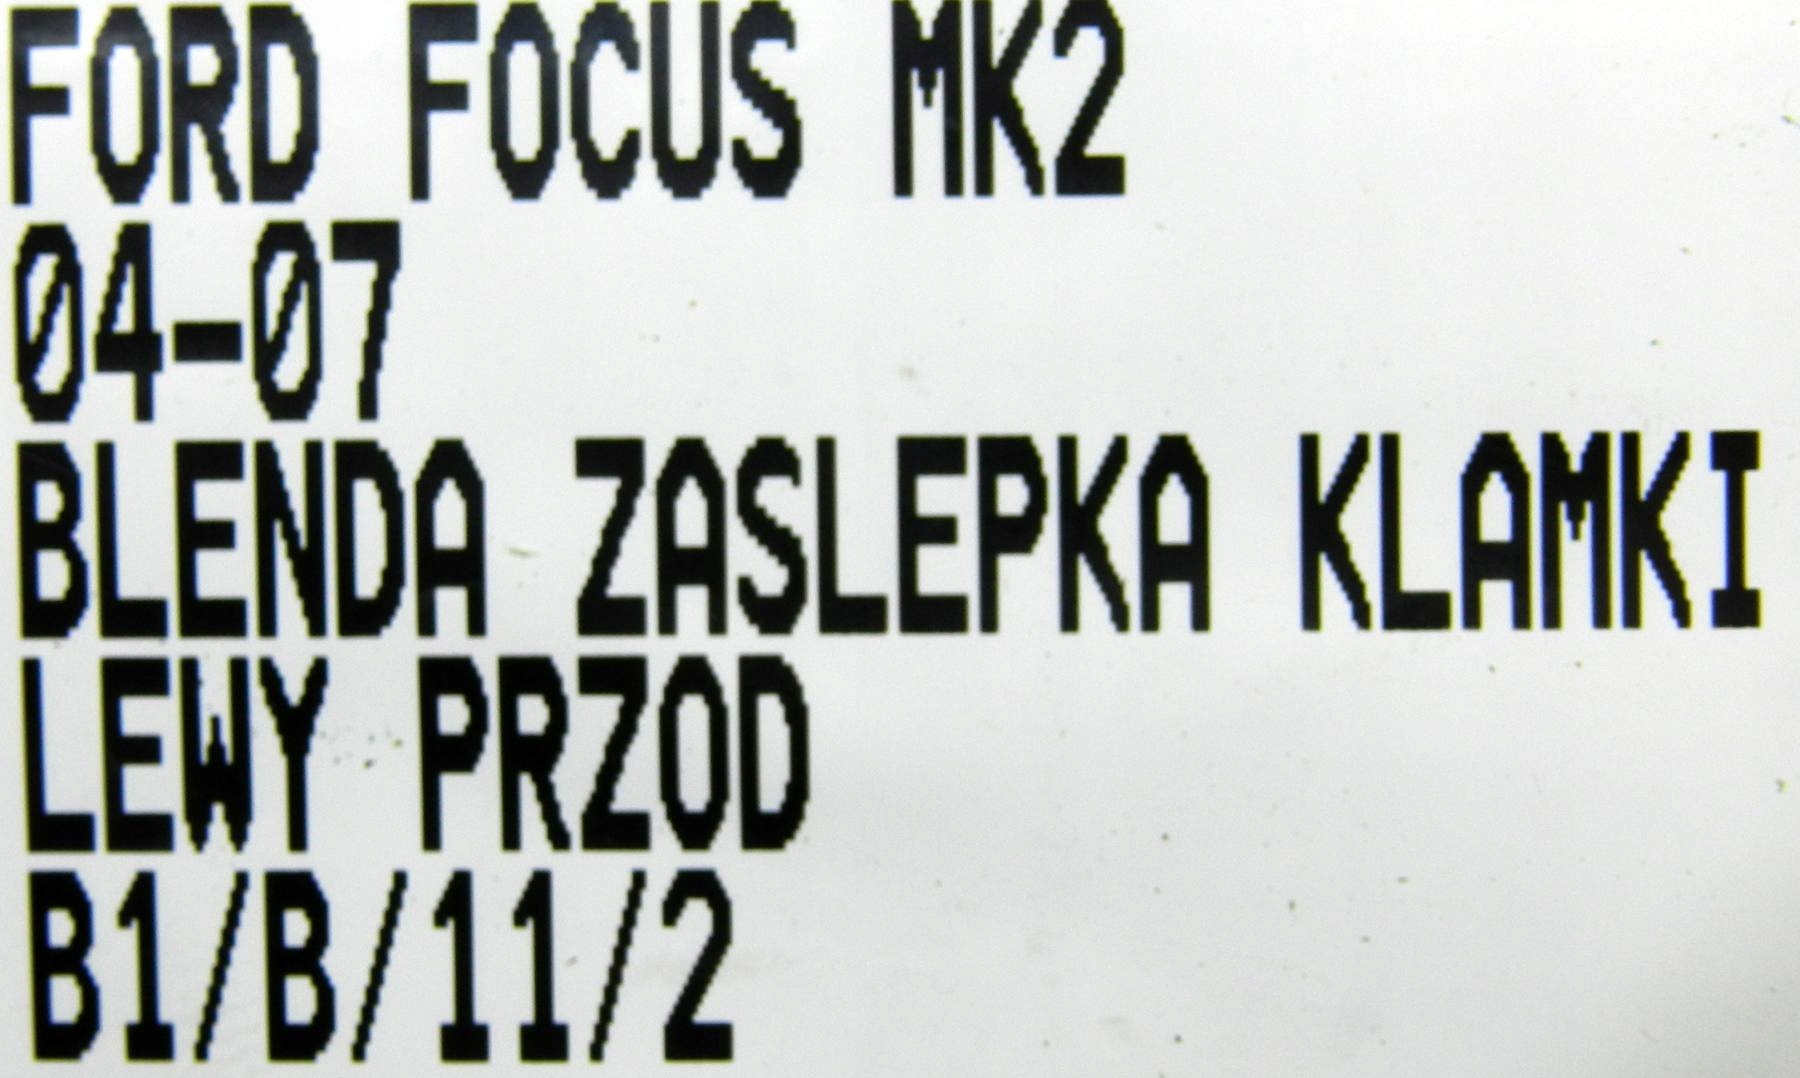 FORD FOCUS MK2
04-07
BLENDA ZASLEPKA KLAMKI
LEWY PRZOD
B1/B/11/2